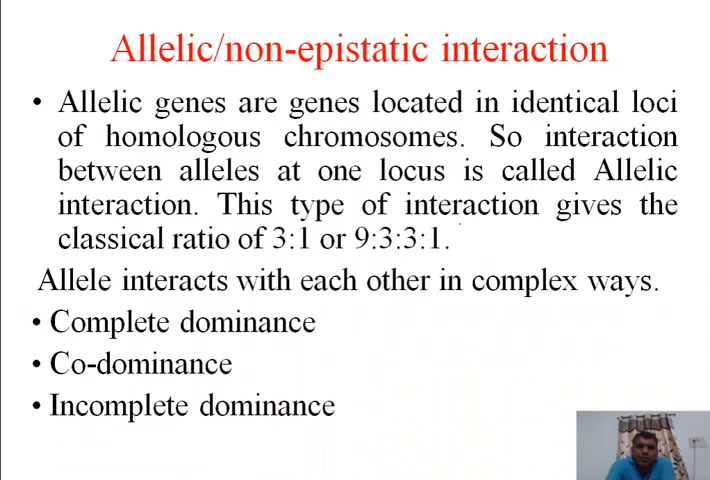 Allelic/non-epistatic interaction
• Allelic genes are genes located in identical loci
of homologous chromosomes. So interaction
between alleles at one locus is called Allelic
interaction. This type of interaction gives the
classical ratio of 3:1 or 9:3:3:1.
Allele interacts with each other in complex ways.
• Complete dominance
• Co-dominance
• Incomplete dominance